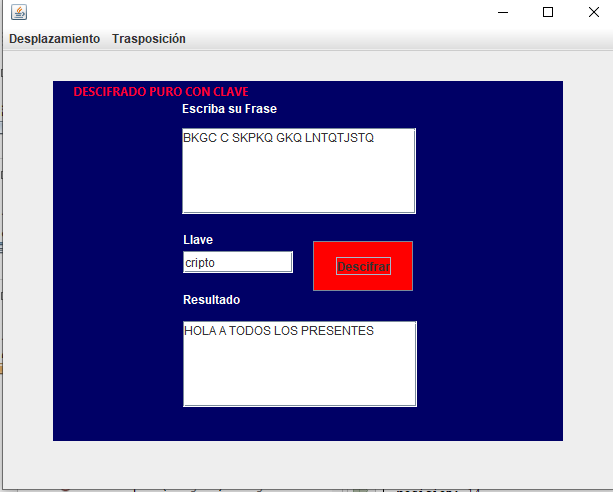 Desplazamiento Trasposición
DESCIFRADO PURO CON CLAVE
Escriba su Frase
BKGC C SKPKQ GKQ LNTQTJSTQ
Llave
cripto
Descifrar
Resultado
HOLA A TODOS LOS PRESENTES